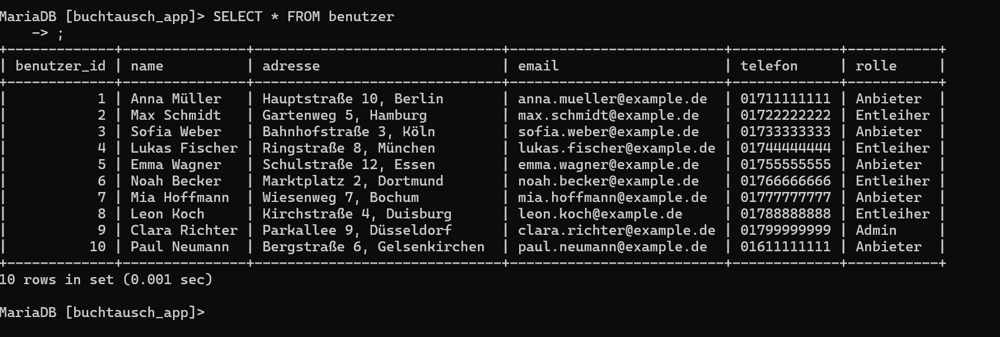 MariaDB [buchtausch_app]> SELECT * FROM benutzer
    -> ;
+-------------+----------------+------------------------------+---------------------------+-------------+-----------+
| benutzer_id | name           | adresse                      | email                     | telefon     | rolle     |
+-------------+----------------+------------------------------+---------------------------+-------------+-----------+
|           1 | Anna Müller    | Hauptstraße 10, Berlin       | anna.mueller@example.de   | 01711111111 | Anbieter  |
|           2 | Max Schmidt    | Gartenweg 5, Hamburg         | max.schmidt@example.de    | 01722222222 | Entleiher |
|           3 | Sofia Weber    | Bahnhofstraße 3, Köln        | sofia.weber@example.de    | 01733333333 | Anbieter  |
|           4 | Lukas Fischer  | Ringstraße 8, München        | lukas.fischer@example.de  | 01744444444 | Entleiher |
|           5 | Emma Wagner    | Schulstraße 12, Essen        | emma.wagner@example.de    | 01755555555 | Anbieter  |
|           6 | Noah Becker    | Marktplatz 2, Dortmund       | noah.becker@example.de    | 01766666666 | Entleiher |
|           7 | Mia Hoffmann   | Wiesenweg 7, Bochum          | mia.hoffmann@example.de   | 01777777777 | Anbieter  |
|           8 | Leon Koch      | Kirchstraße 4, Duisburg      | leon.koch@example.de      | 01788888888 | Entleiher |
|           9 | Clara Richter  | Parkallee 9, Düsseldorf      | clara.richter@example.de  | 01799999999 | Admin     |
|          10 | Paul Neumann   | Bergstraße 6, Gelsenkirchen  | paul.neumann@example.de   | 01611111111 | Anbieter  |
+-------------+----------------+------------------------------+---------------------------+-------------+-----------+
10 rows in set (0.001 sec)
MariaDB [buchtausch_app]>